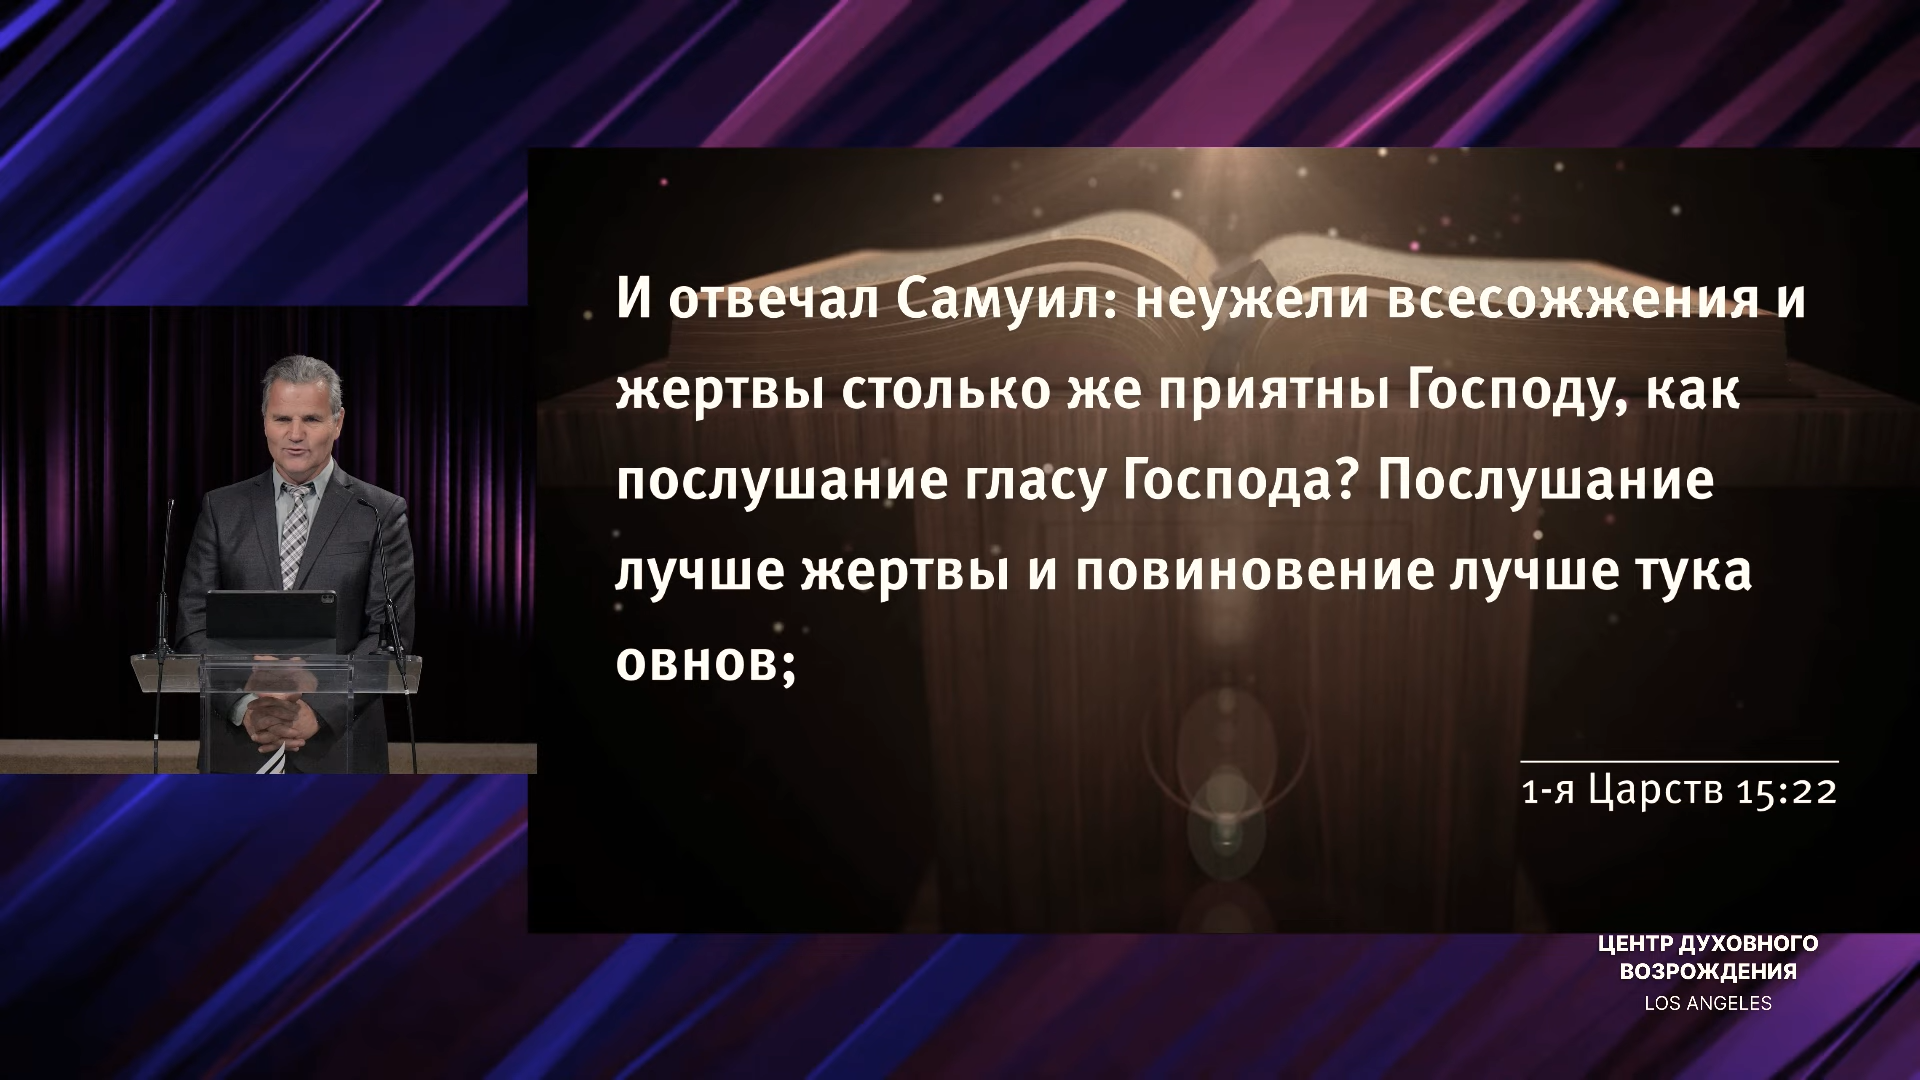 И отвечал Самуил: неужели всесожжения и
жертвы столько же приятны Господу, как
послушание гласу Господа? Послушание
лучше жертвы и повиновение лучше тука
овнов;
1-я Царств 15:22
ЦЕНТР ДУХОВНОГО
ВОЗРОЖДЕНИЯ
LOS ANGELES